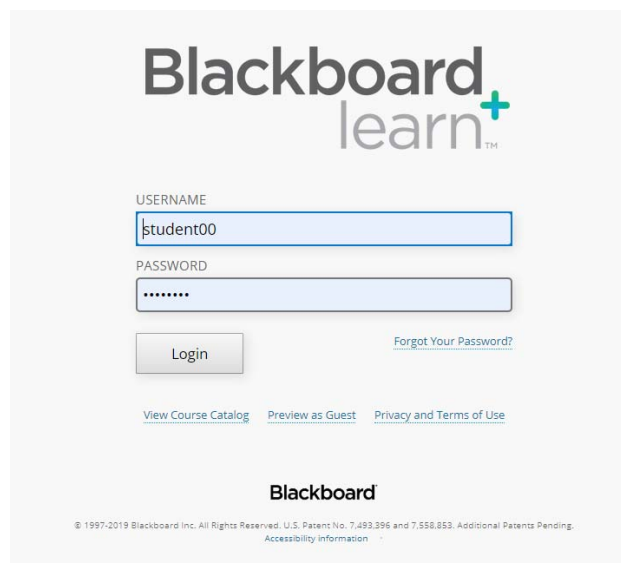 Blackboard
learn+™
USERNAME
student00
PASSWORD
••••••••
Login
Forgot Your Password?
View Course Catalog Preview as Guest Privacy and Terms of Use
Blackboard
© 1997-2019 Blackboard Inc. All Rights Reserved. U.S. Patent No. 7,493,396 and 7,558,853. Additional Patents Pending.
Accessibility information